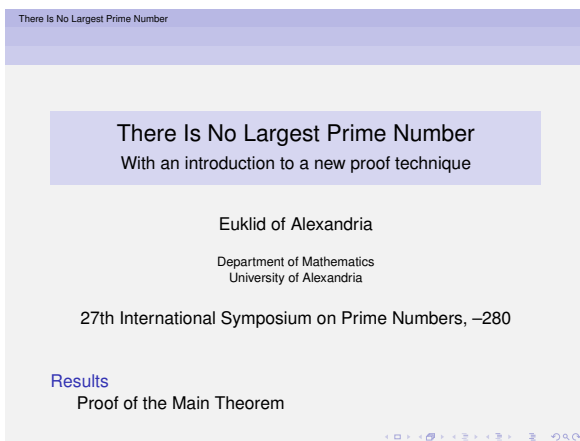 There Is No Largest Prime Number
There Is No Largest Prime Number
With an introduction to a new proof technique
Euklid of Alexandria
Department of Mathematics
University of Alexandria
27th International Symposium on Prime Numbers, –280
Results
Proof of the Main Theorem